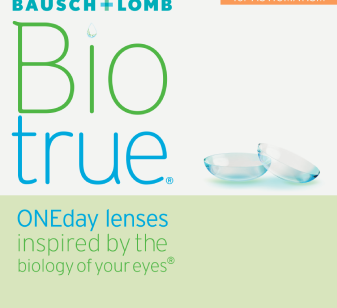 BAUSCH + LOMB
Bio
true®
ONEday lenses
inspired by the
biology of your eyes®